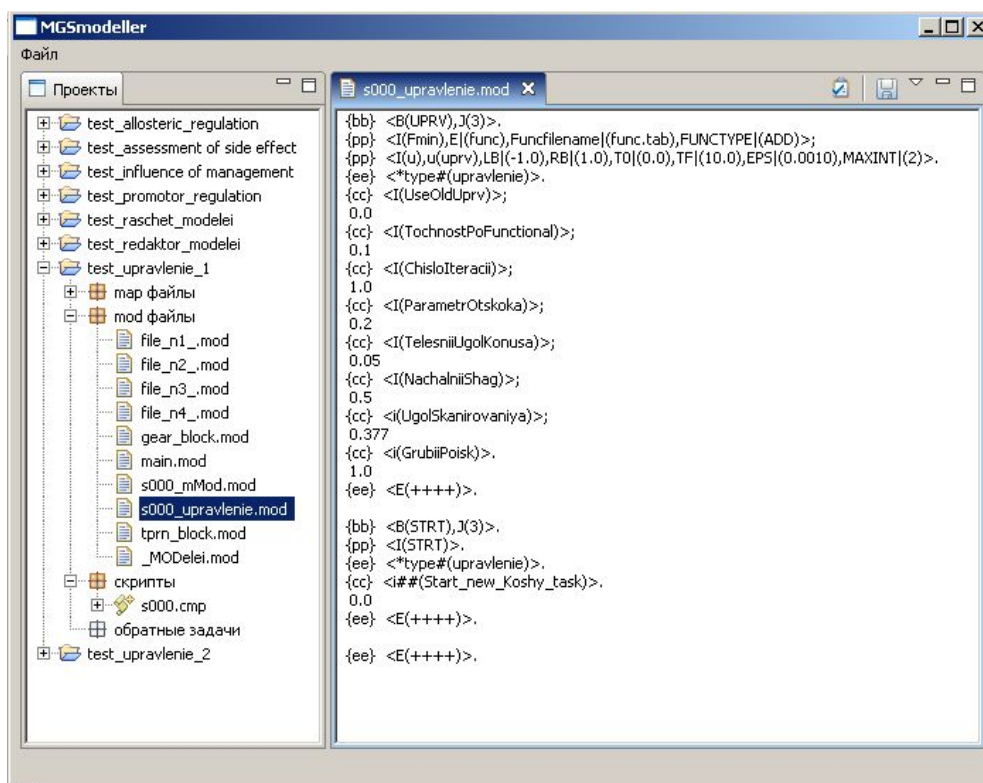 MGSmodeller
Файл
Проекты
test_allosteric_regulation
test_assessment of side effect
test_influence of management
test_promotor_regulation
test_raschet_modelei
test_redaktor_modelei
test_upravlenie_1
map файлы
mod файлы
file_n1_.mod
file_n2_.mod
file_n3_.mod
file_n4_.mod
gear_block.mod
main.mod
s000_mMod.mod
s000_upravlenie.mod
tprn_block.mod
_MODelei.mod
скрипты
s000.cmp
обратные задачи
test_upravlenie_2
s000_upravlenie.mod
{bb} <B(UPRV),J(3)>.
{pp} <I(Fmin),E|(func),Funcfilename|(func.tab),FUNCTYPE|(ADD)>;
{pp} <I(u),u(uprv),LB|(-1.0),RB|(1.0),T0|(0.0),TF|(10.0),EPS|(0.0010),MAXINT|(2)>.
{ee} <*type#(upravlenie)>.
{cc} <I(UseOldUprv)>;
0.0
{cc} <I(TochnostPoFunctional)>;
0.1
{cc} <I(ChisloIteracii)>;
1.0
{cc} <I(ParametrOtskoka)>;
0.2
{cc} <I(TelesniiUgolKonusa)>;
0.05
{cc} <I(NachalniiShag)>;
0.5
{cc} <i(UgolSkanirovaniya)>;
0.377
{cc} <i(GrubiiPoisk)>.
1.0
{ee} <E(++++)>.
{bb} <B(STRT),J(3)>.
{pp} <I(STRT)>.
{ee} <*type#(upravlenie)>.
{cc} <i##(Start_new_Koshy_task)>.
0.0
{ee} <E(++++)>.
{ee} <E(++++)>.